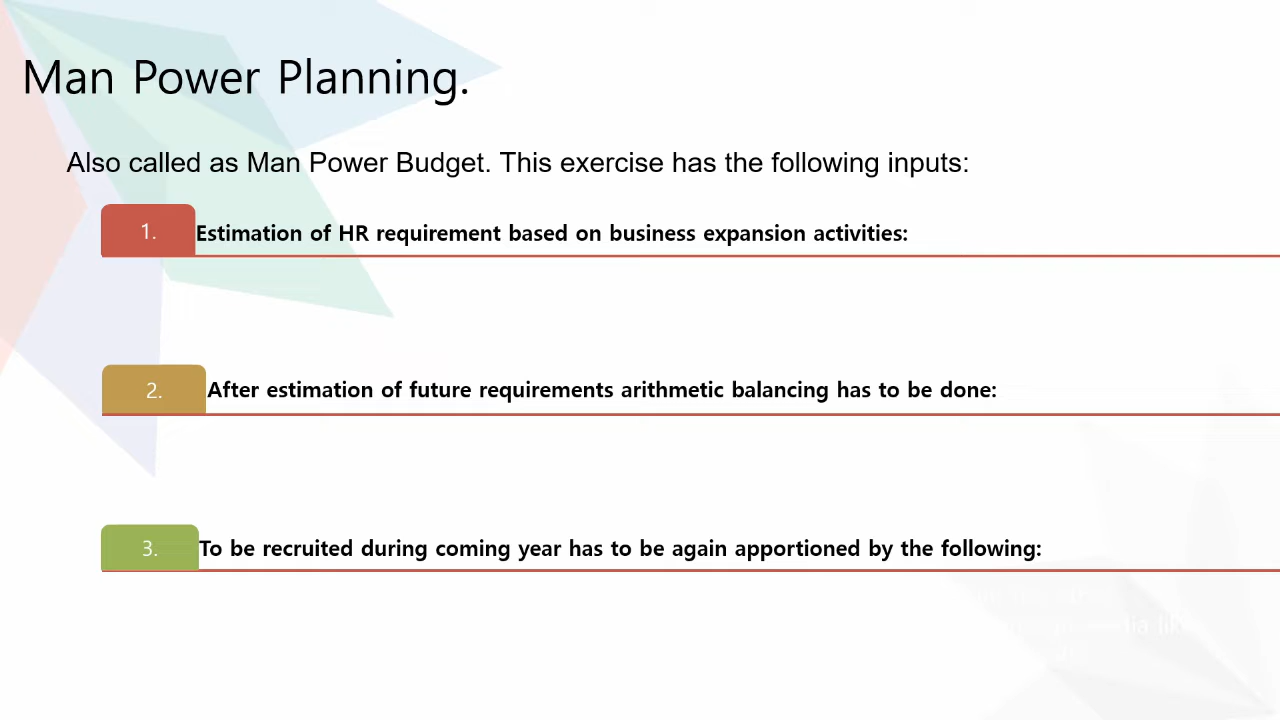 Man Power Planning.
Also called as Man Power Budget. This exercise has the following inputs:
1. Estimation of HR requirement based on business expansion activities:
2. After estimation of future requirements arithmetic balancing has to be done:
3. To be recruited during coming year has to be again apportioned by the following: